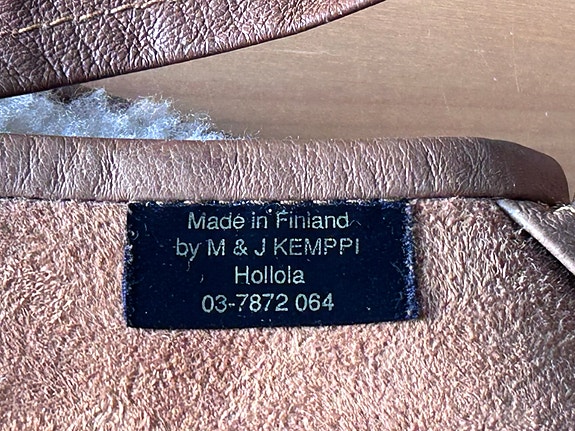 Made in Finland
by M & J KEMPPI
Hollola
03-7872 064